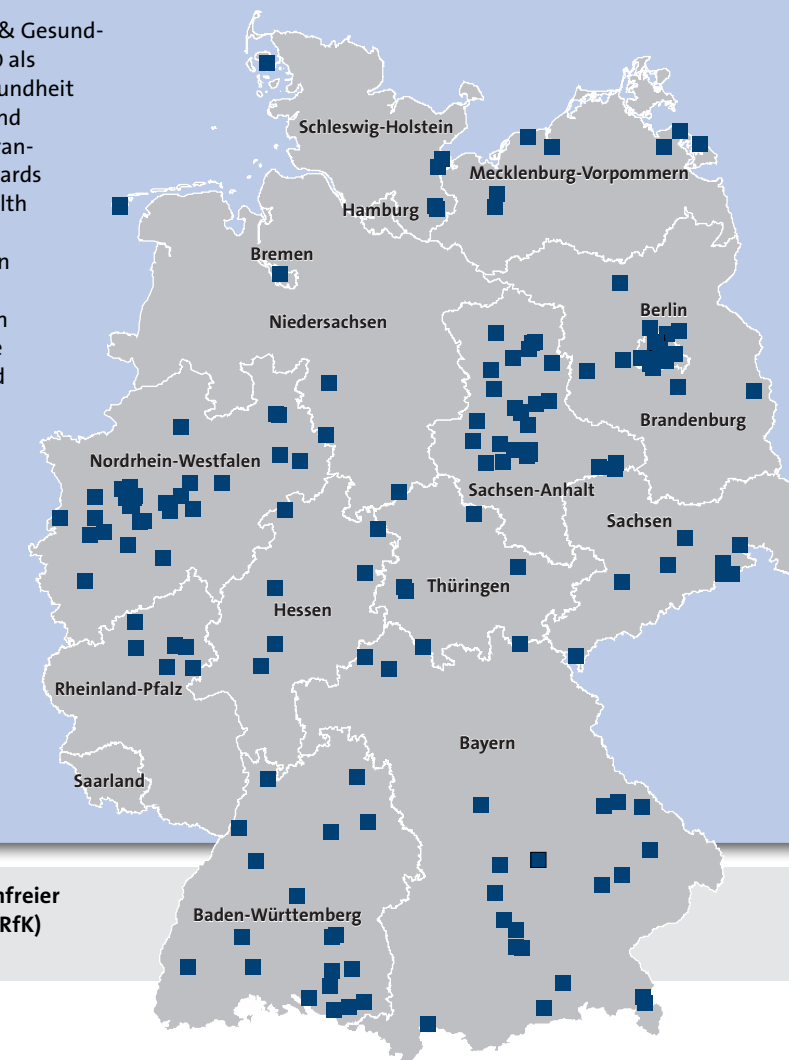 & Gesund-
als
undheit
nd
an-
ards
lth
n
n
d
Schleswig-Holstein
Mecklenburg-Vorpommern
Hamburg
Bremen
Niedersachsen
Berlin
Brandenburg
Nordrhein-Westfalen
Sachsen-Anhalt
Sachsen
Thüringen
Hessen
Rheinland-Pfalz
Bayern
Saarland
nfreier
RfK)
Baden-Württemberg